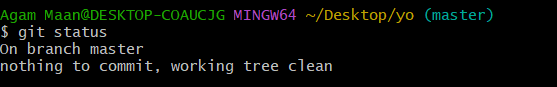 Agam Maan@DESKTOP-COAUCJG MINGW64 ~/Desktop/yo (master)
$ git status
On branch master
nothing to commit, working tree clean